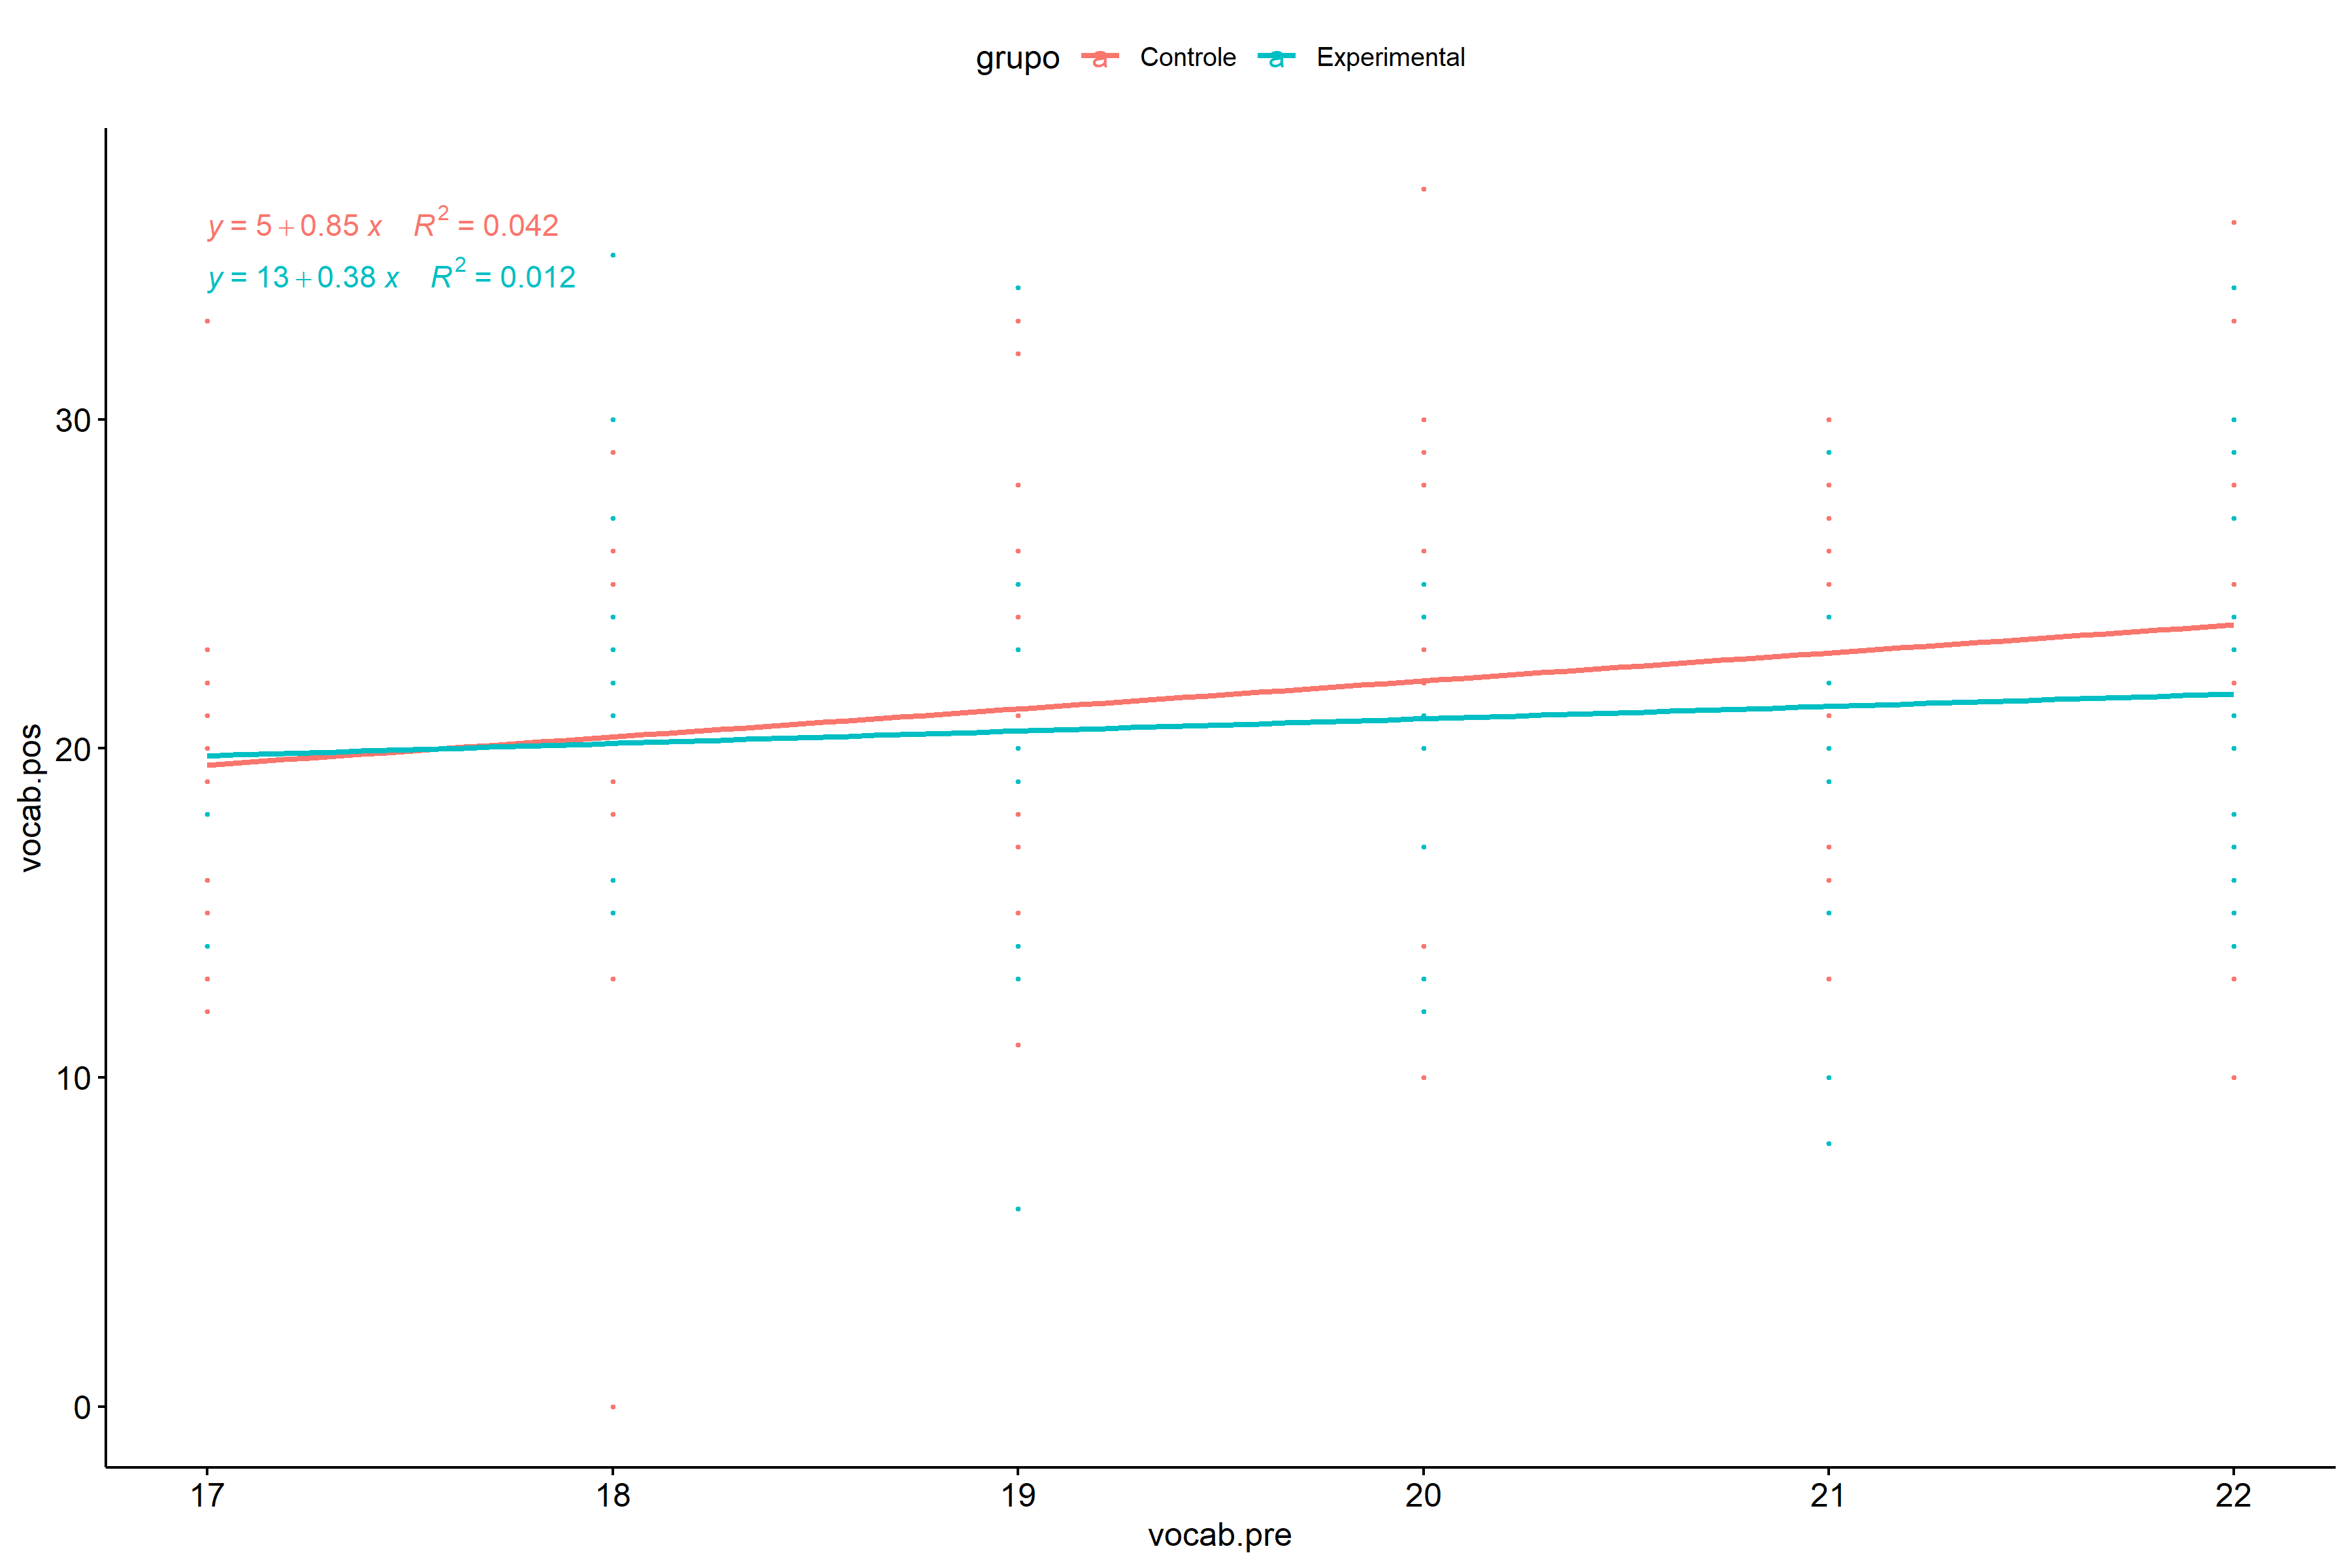 grupo a Controle a Experimental
y = 5 + 0.85 x R² = 0.042
y = 13 + 0.38 x R² = 0.012
30
20
10
0
vocab.pos
17 18 19 20 21 22
vocab.pre